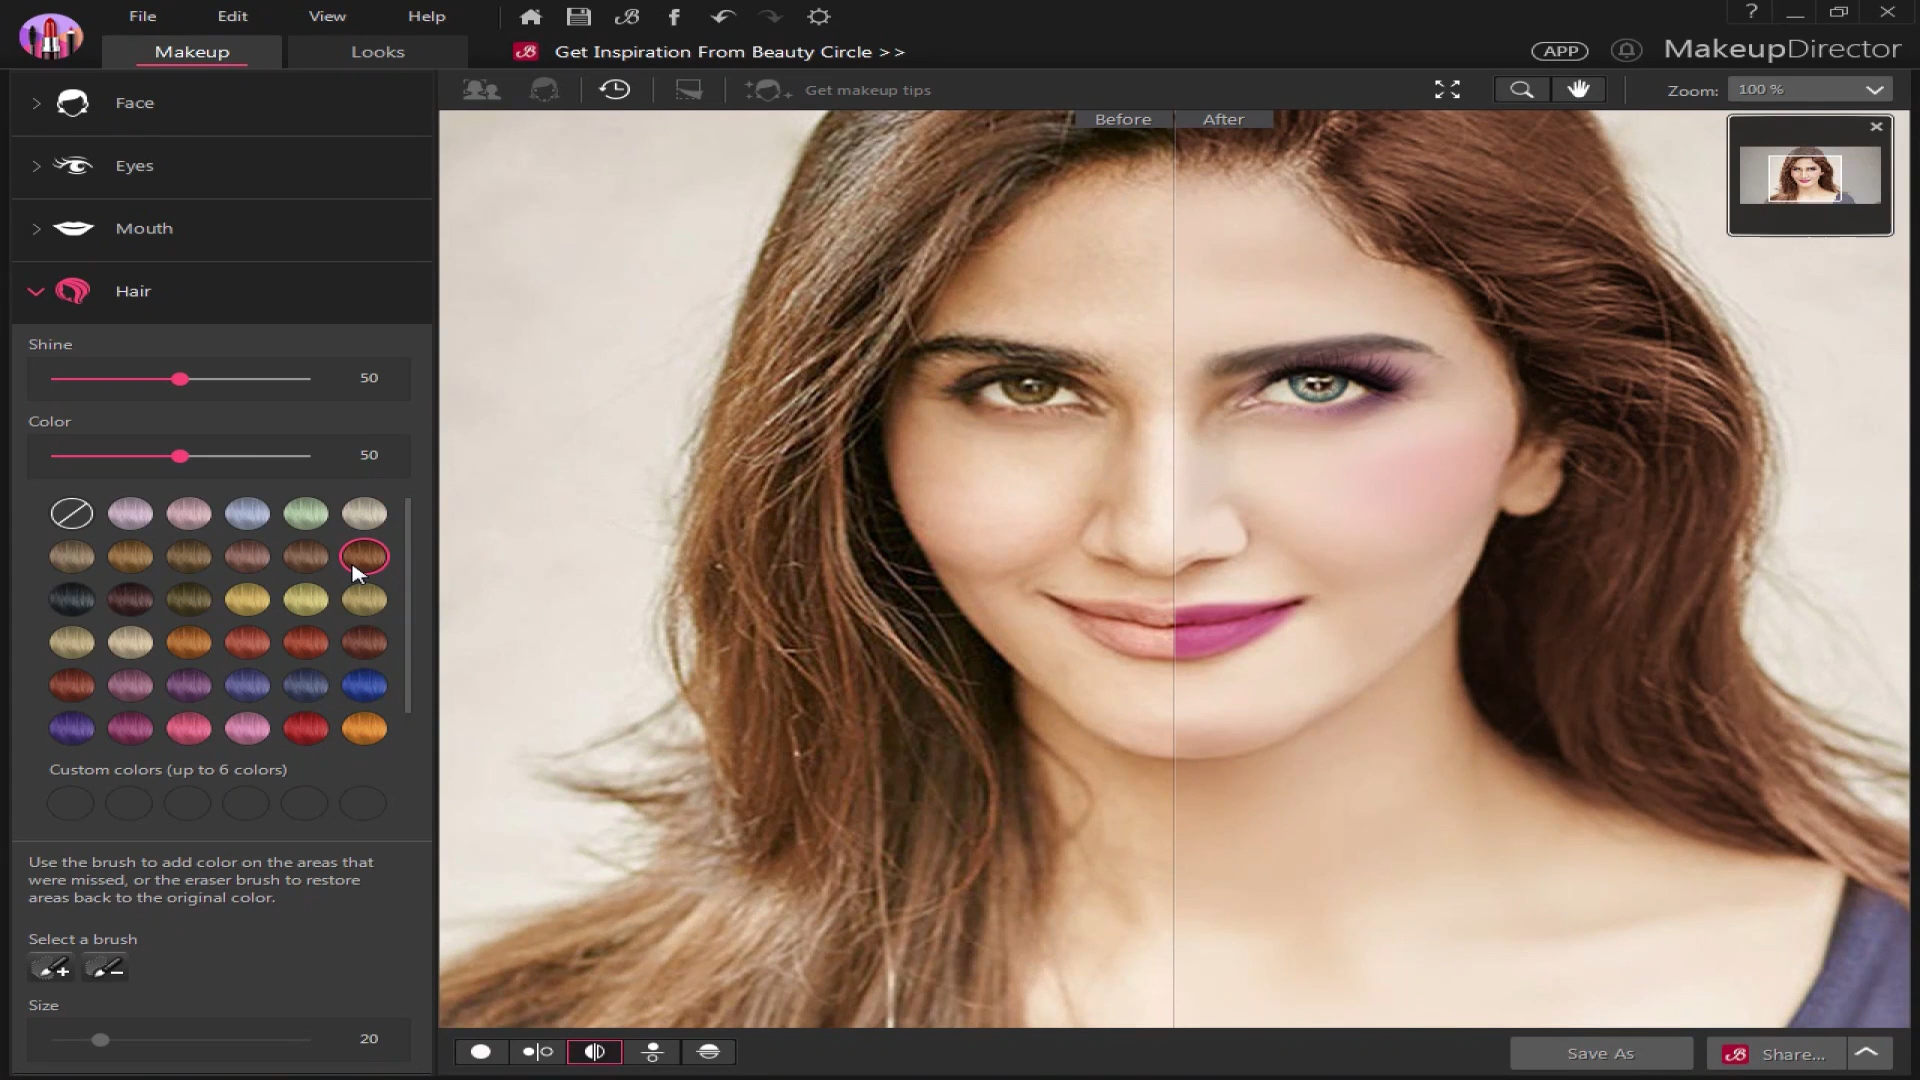 File Edit View Help
Makeup Looks
Get Inspiration From Beauty Circle >>
APP
MakeupDirector
Face
Get makeup tips
Zoom: 100 %
Before After
Eyes
Mouth
Hair
Shine
50
Color
50
Custom colors (up to 6 colors)
Use the brush to add color on the areas that
were missed, or the eraser brush to restore
areas back to the original color.
Select a brush
Size
20
Save As
Share...